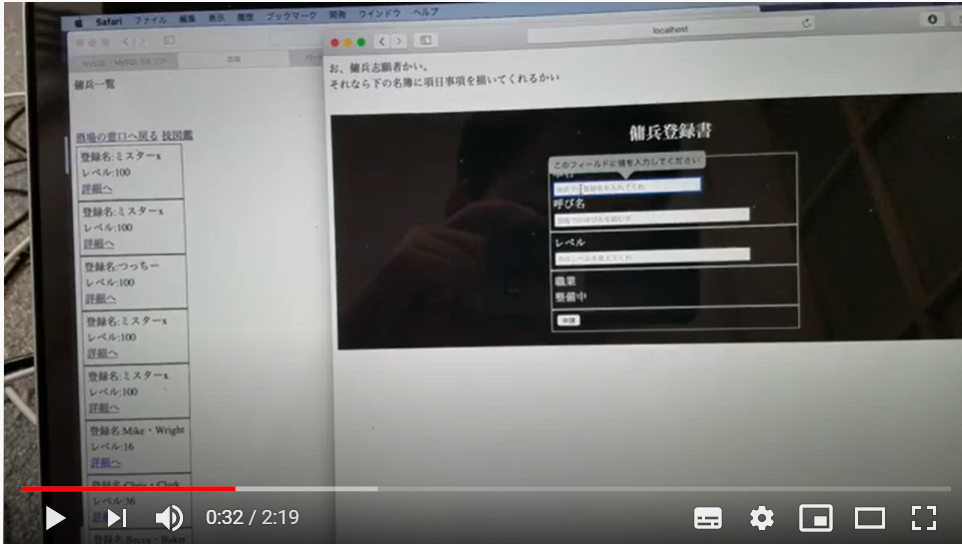 Safari ファイル 編集 表示 履歴 ブックマーク 開発 ウインドウ ヘルプ
localhost
傭兵一覧
酒場の窓口へ戻る 技図鑑
登録名:ミスターx
レベル:100
詳細へ
登録名:ミスターx
レベル:100
詳細へ
登録名:つっちー
レベル:100
詳細へ
登録名:ミスターx
レベル:100
詳細へ
登録名:ミスターx
レベル:100
詳細へ
登録名:Mike・Wright
レベル:16
詳細へ
登録名:Chris・Clark
レベル:36
登録名:Becca・Baker
お、傭兵志願者かい。
それなら下の名簿に項目事項を描いてくれるかい
傭兵登録書
このフィールドに値を入力してください
呼び名
レベル
職業
整備中
申請
0:32 / 2:19